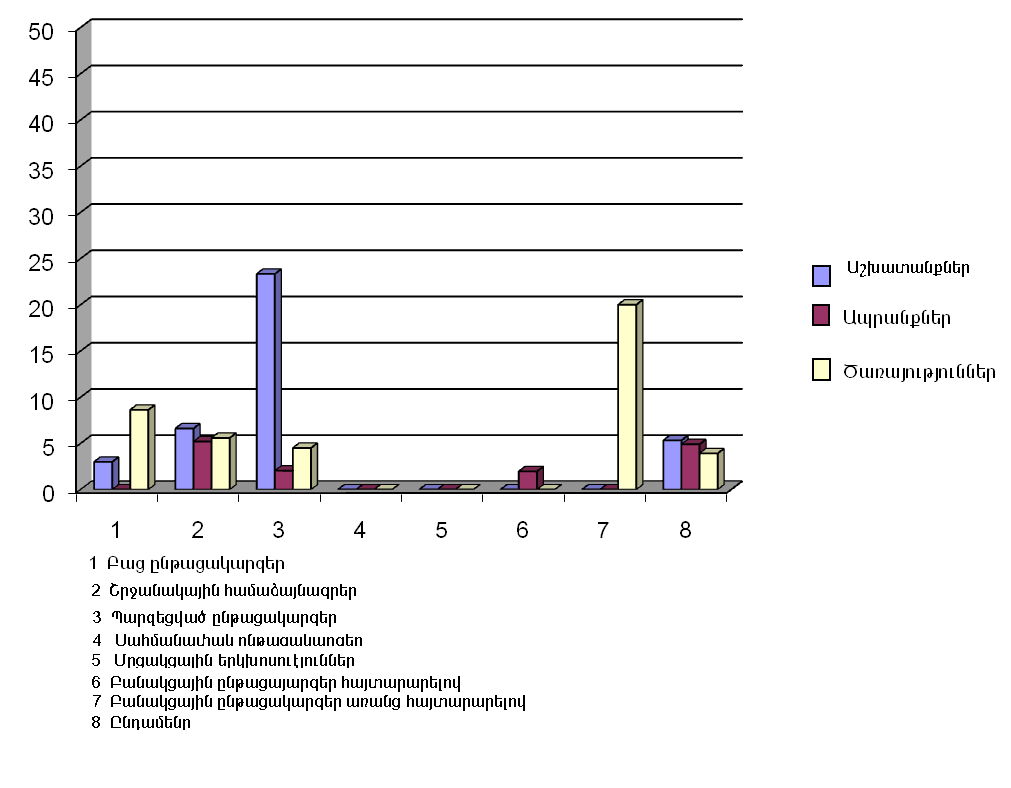 50
45
40
35
30
25
20
15
10
5
0
1 2 3 4 5 6 7 8
Աշխատանքներ
Ապրանքներ
Ծառայություններ
1 Բաց ընթացակարգեր
2 Շրջանակային համաձայնագրեր
3 Պարզեցված ընթացակարգեր
4 Սահմանափակ ընթացակարգեր
5 Մրցակցային երկխոսություններ
6 Բանակցային ընթացայարգեր հայտարարելով
7 Բանակցային ընթացակարգեր առանց հայտարարելով
8 Ընդամենը